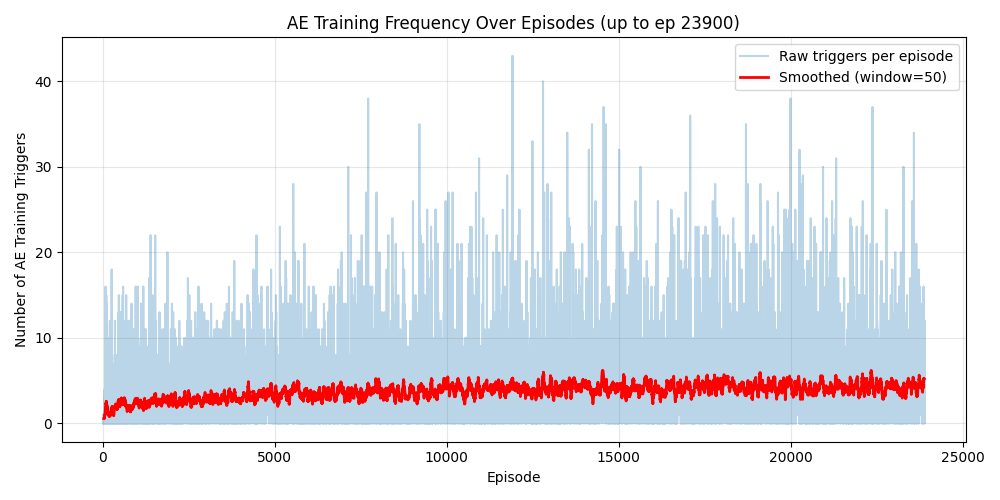 AE Training Frequency Over Episodes (up to ep 23900)
Raw triggers per episode
Smoothed (window=50)
Number of AE Training Triggers
40
30
20
10
0
0 5000 10000 15000 20000 25000
Episode